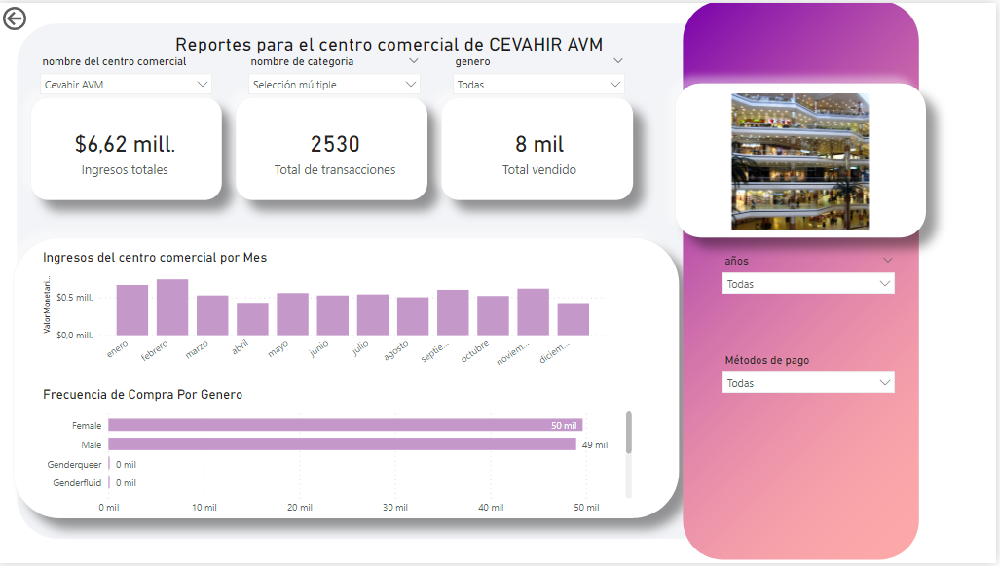 Reportes para el centro comercial de CEVAHIR AVM
nombre del centro comercial
nombre de categoria
genero
Cevahir AVM
Selección múltiple
Todas
$6,62 mill.
Ingresos totales
2530
Total de transacciones
8 mil
Total vendido
años
Todas
Métodos de pago
Todas
Ingresos del centro comercial por Mes
ValorMonetari...
$0,5 mill.
$0,0 mill.
enero
febrero
marzo
abril
mayo
junio
julio
agosto
septie...
octubre
noviem...
diciem...
Frecuencia de Compra Por Genero
Female
50 mil
Male
49 mil
Genderqueer
0 mil
Genderfluid
0 mil
0 mil
10 mil
20 mil
30 mil
40 mil
50 mil